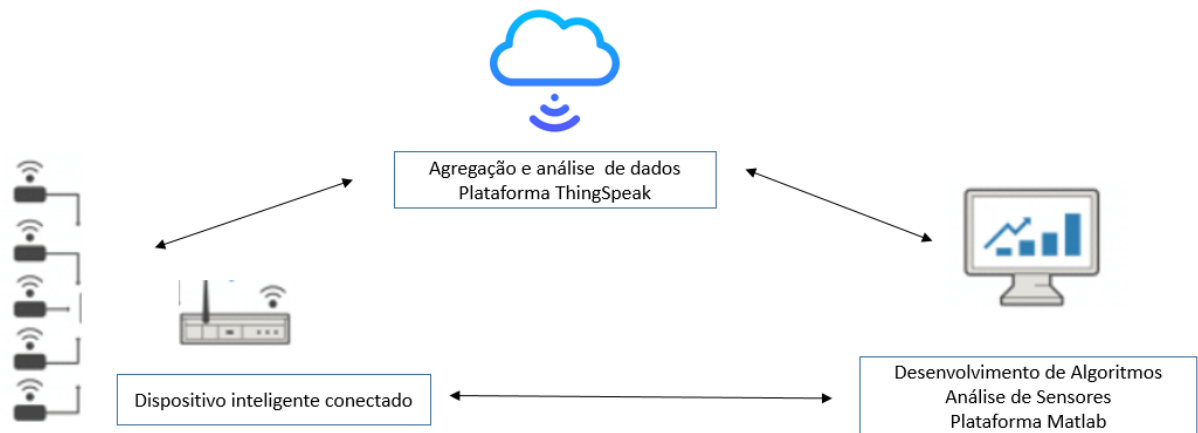 Agregação e análise de dados
Plataforma ThingSpeak
Dispositivo inteligente conectado
Desenvolvimento de Algoritmos
Análise de Sensores
Plataforma Matlab